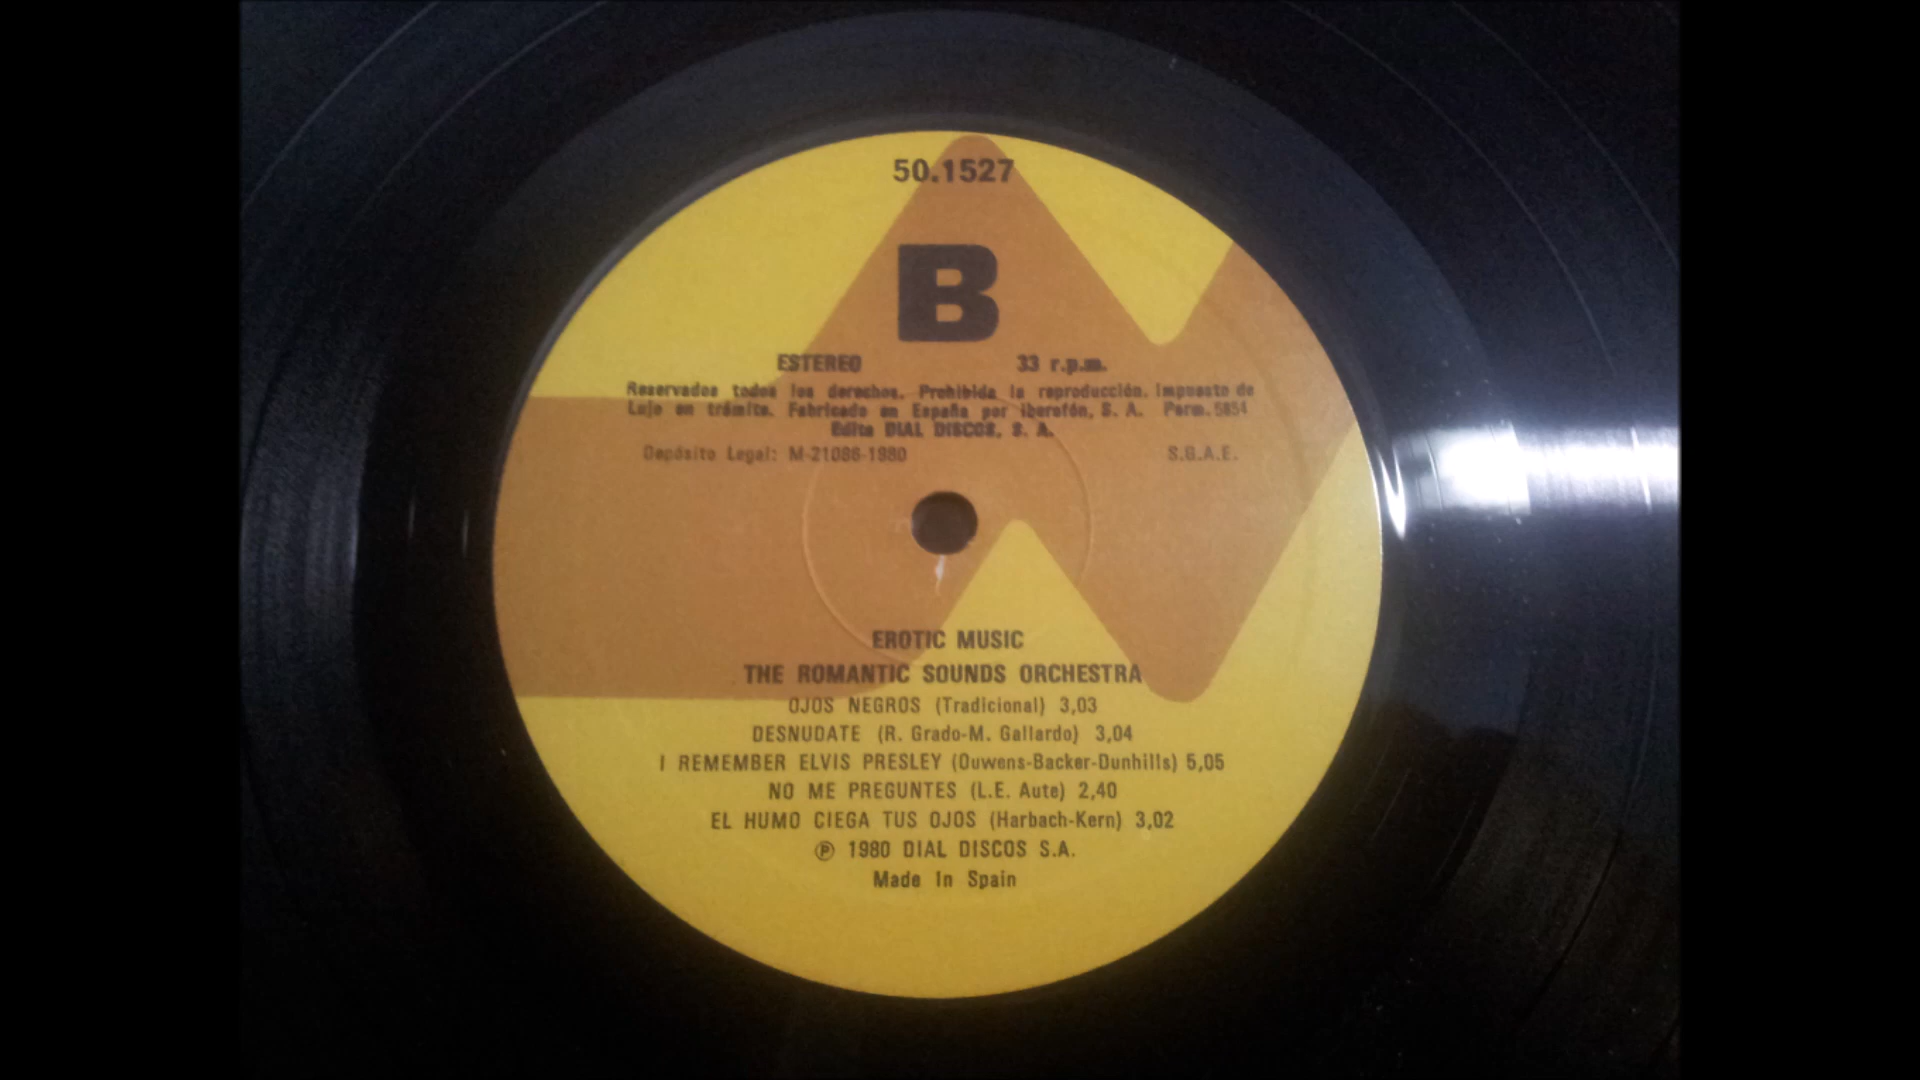 50.1527
B
ESTEREO 33 r.p.m.
Reservados todos los derechos. Prohibida la reproducción. Impuesto de
Lujo en trámite. Fabricado en España por Iberofón, S. A. Perm. 5854
Edita DIAL DISCOS, S. A.
Depósito Legal: M-21086-1980 S.G.A.E.
EROTIC MUSIC
THE ROMANTIC SOUNDS ORCHESTRA
OJOS NEGROS (Tradicional) 3,03
DESNUDATE (R. Grado-M. Gallardo) 3,04
I REMEMBER ELVIS PRESLEY (Ouwens-Backer-Dunhills) 5,05
NO ME PREGUNTES (L.E. Aute) 2,40
EL HUMO CIEGA TUS OJOS (Harbach-Kern) 3,02
Ⓟ 1980 DIAL DISCOS S.A.
Made In Spain